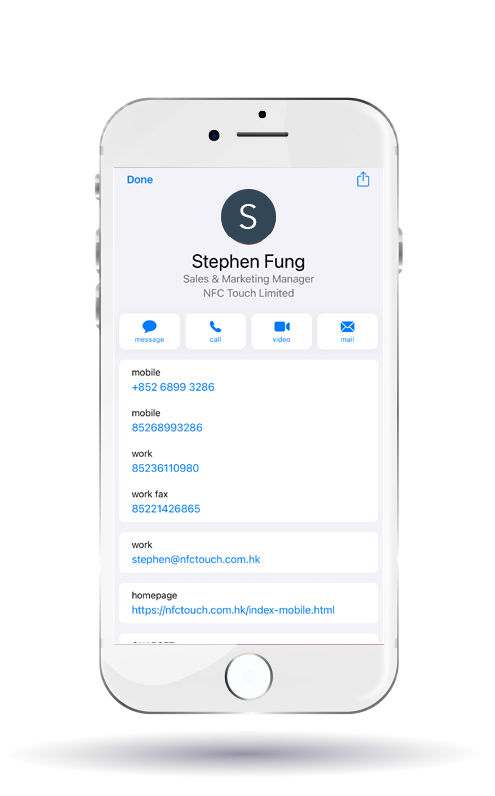 Done
S
Stephen Fung
Sales & Marketing Manager
NFC Touch Limited
message call video mail
mobile
+852 6899 3286
mobile
85268993286
work
85236110980
work fax
85221426865
work
stephen@nfctouch.com.hk
homepage
https://nfctouch.com.hk/index-mobile.html